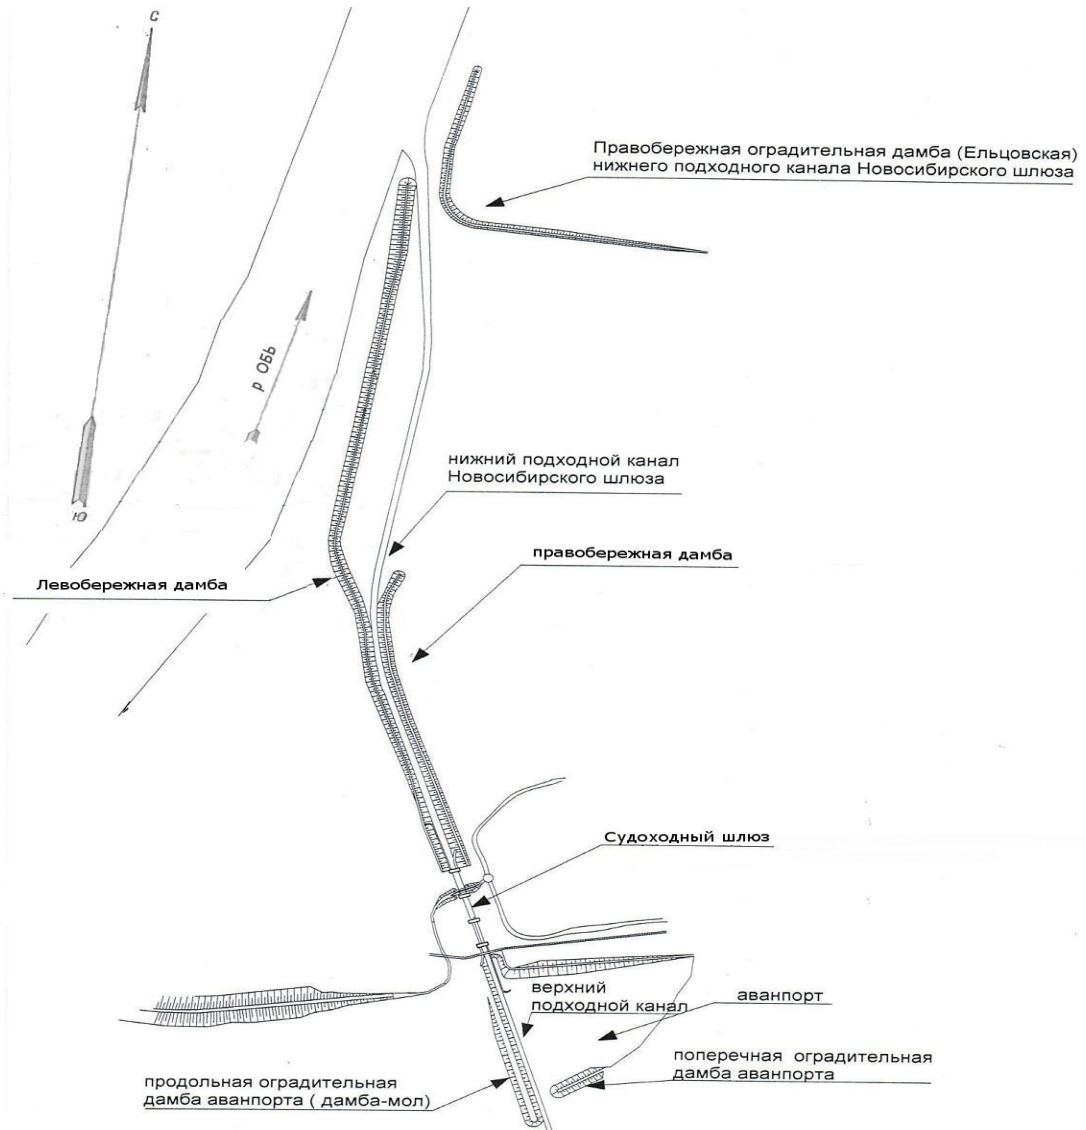 С
Правобережная оградительная дамба (Ельцовская)
нижнего подходного канала Новосибирского шлюза
р ОБЬ
нижний подходной канал
Новосибирского шлюза
Ю
правобережная дамба
Левобережная дамба
Судоходный шлюз
верхний
подходной канал
аванпорт
поперечная оградительная
дамба аванпорта
продольная оградительная
дамба аванпорта ( дамба-мол)